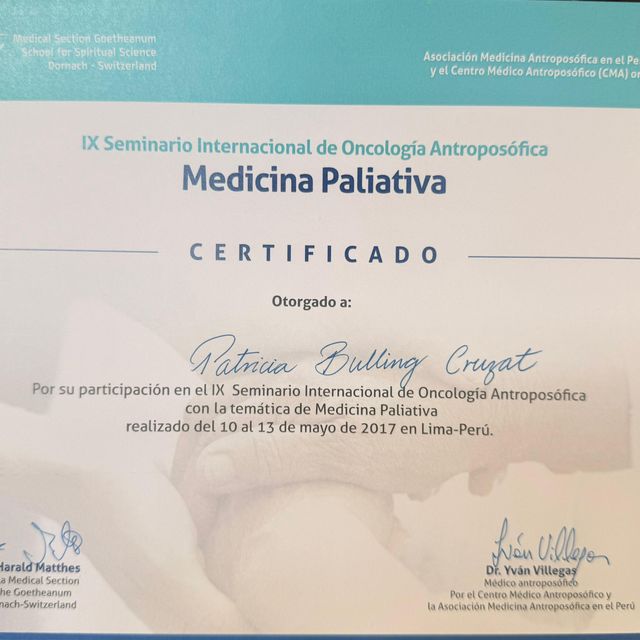 Medical Section Goetheanum
School for Spiritual Science
Dornach - Switzerland
Asociación Medicina Antroposófica en el
y el Centro Médico Antroposófico (CMA)
IX Seminario Internacional de Oncología Antroposófica
Medicina Paliativa
CERTIFICADO
Otorgado a:
Patricia Bulling Cruzat
Por su participación en el IX Seminario Internacional de Oncología Antroposófica
con la temática de Medicina Paliativa
realizado del 10 al 13 de mayo de 2017 en Lima-Perú.
Iván Villegas
Harald Matthes
a Medical Section
he Goetheanum
nach-Switzerland
Dr. Yván Villegas
Médico antroposófico
Por el Centro Médico Antroposófico y
la Asociación Medicina Antroposófica en el Perú